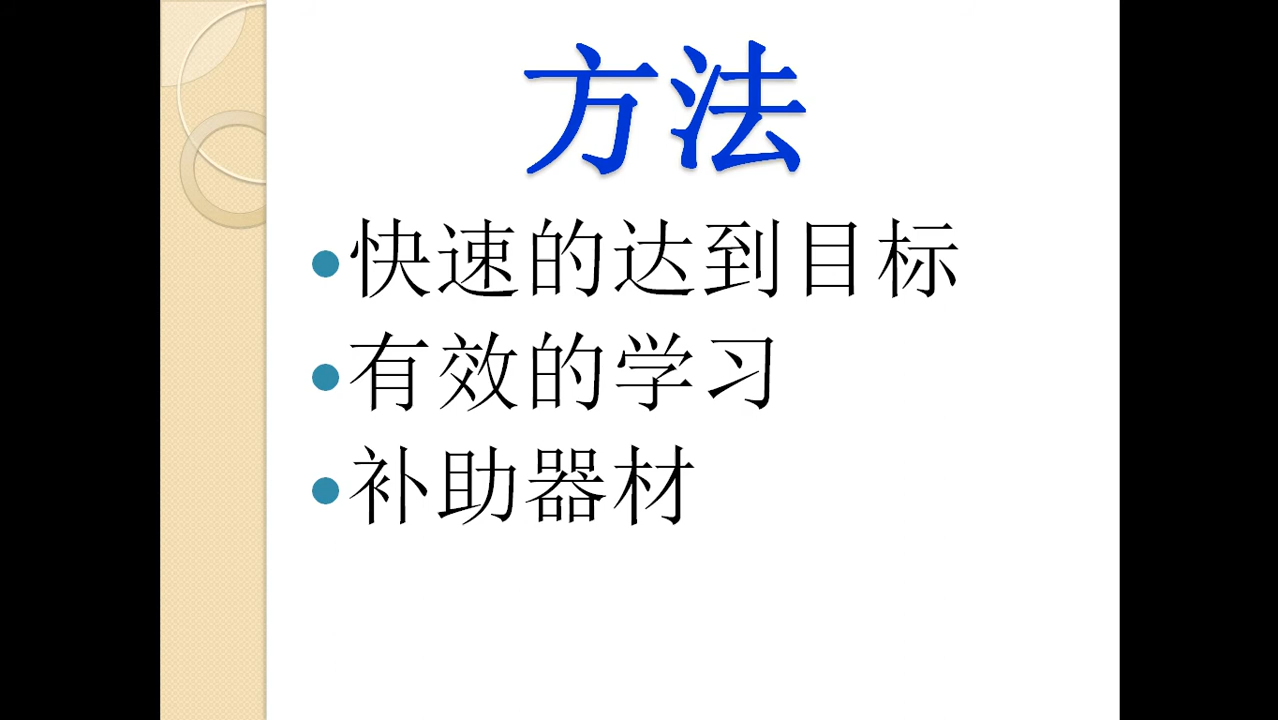 方法
•快速的达到目标
•有效的学习
•补助器材